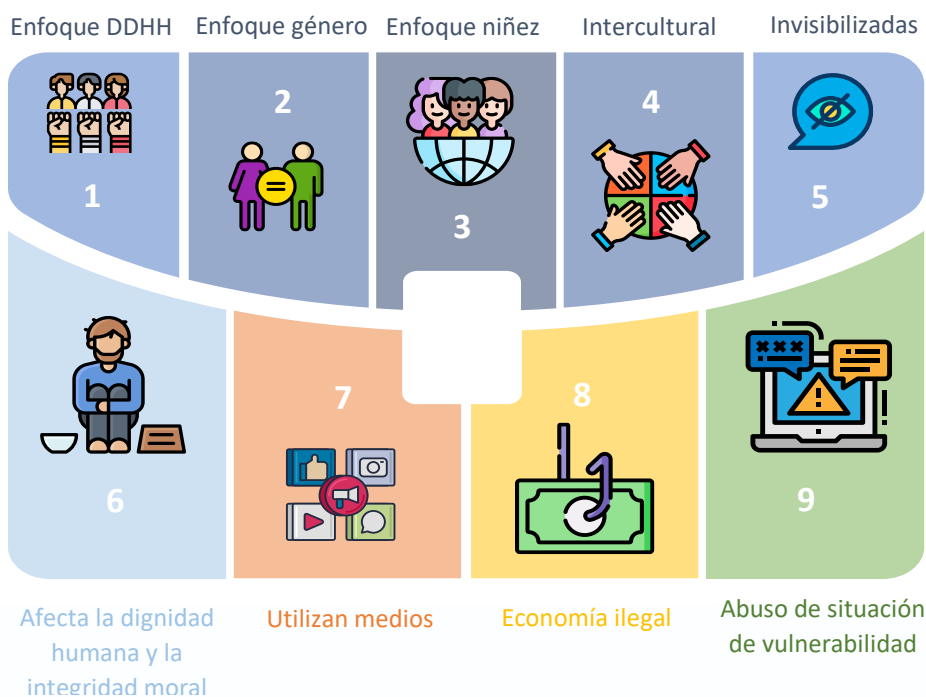 Enfoque DDHH
Enfoque género
Enfoque niñez
Intercultural
Invisibilizadas
1
2
3
4
5
6
7
8
9
Afecta la dignidad
humana y la
integridad moral
Utilizan medios
Economía ilegal
Abuso de situación
de vulnerabilidad